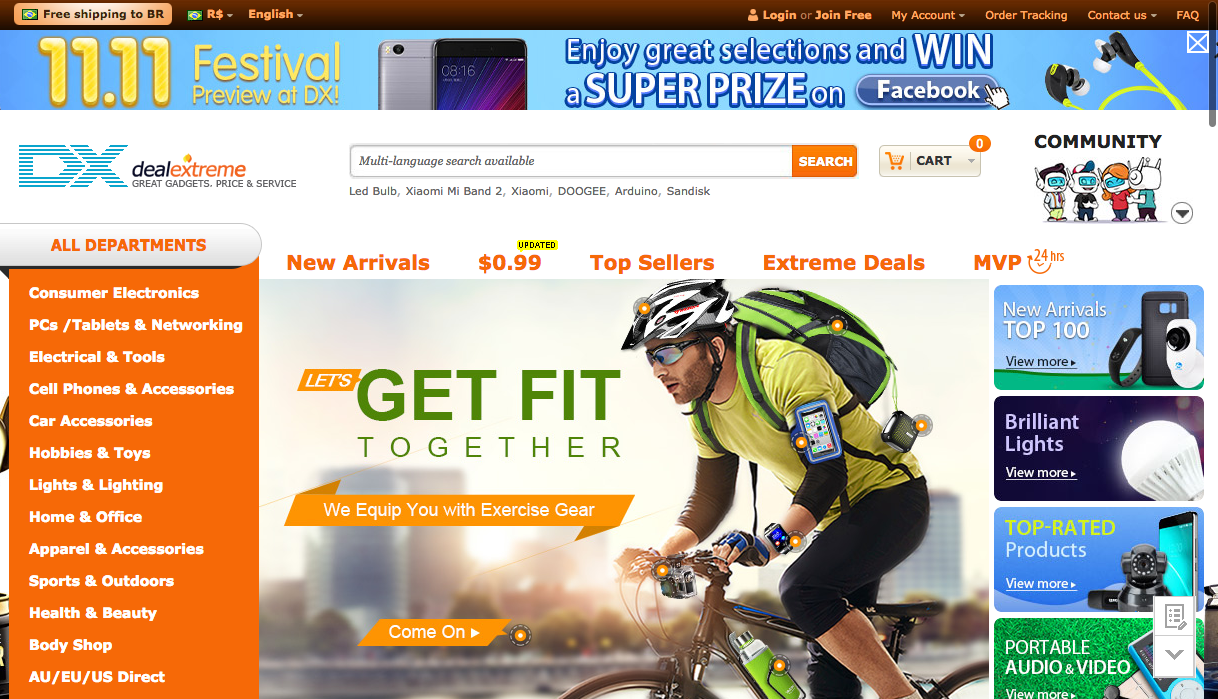 Free shipping to BR
R$
English
Login or Join Free
My Account
Order Tracking
Contact us
FAQ
11.11 Festival
Preview at DX!
08:16
Enjoy great selections and WIN
a SUPER PRIZE on Facebook
DX dealextreme
GREAT GADGETS, PRICE & SERVICE
Multi-language search available
SEARCH
CART
0
COMMUNITY
Led Bulb, Xiaomi Mi Band 2, Xiaomi, DOOGEE, Arduino, Sandisk
ALL DEPARTMENTS
New Arrivals
UPDATED
$0.99
Top Sellers
Extreme Deals
MVP 24 hrs
Consumer Electronics
PCs /Tablets & Networking
Electrical & Tools
Cell Phones & Accessories
Car Accessories
Hobbies & Toys
Lights & Lighting
Home & Office
Apparel & Accessories
Sports & Outdoors
Health & Beauty
Body Shop
AU/EU/US Direct
LET'S
GET FIT
TOGETHER
We Equip You with Exercise Gear
Come On
New Arrivals
TOP 100
View more
Brilliant
Lights
View more
TOP-RATED
Products
View more
PORTABLE
AUDIO & VIDEO
View more